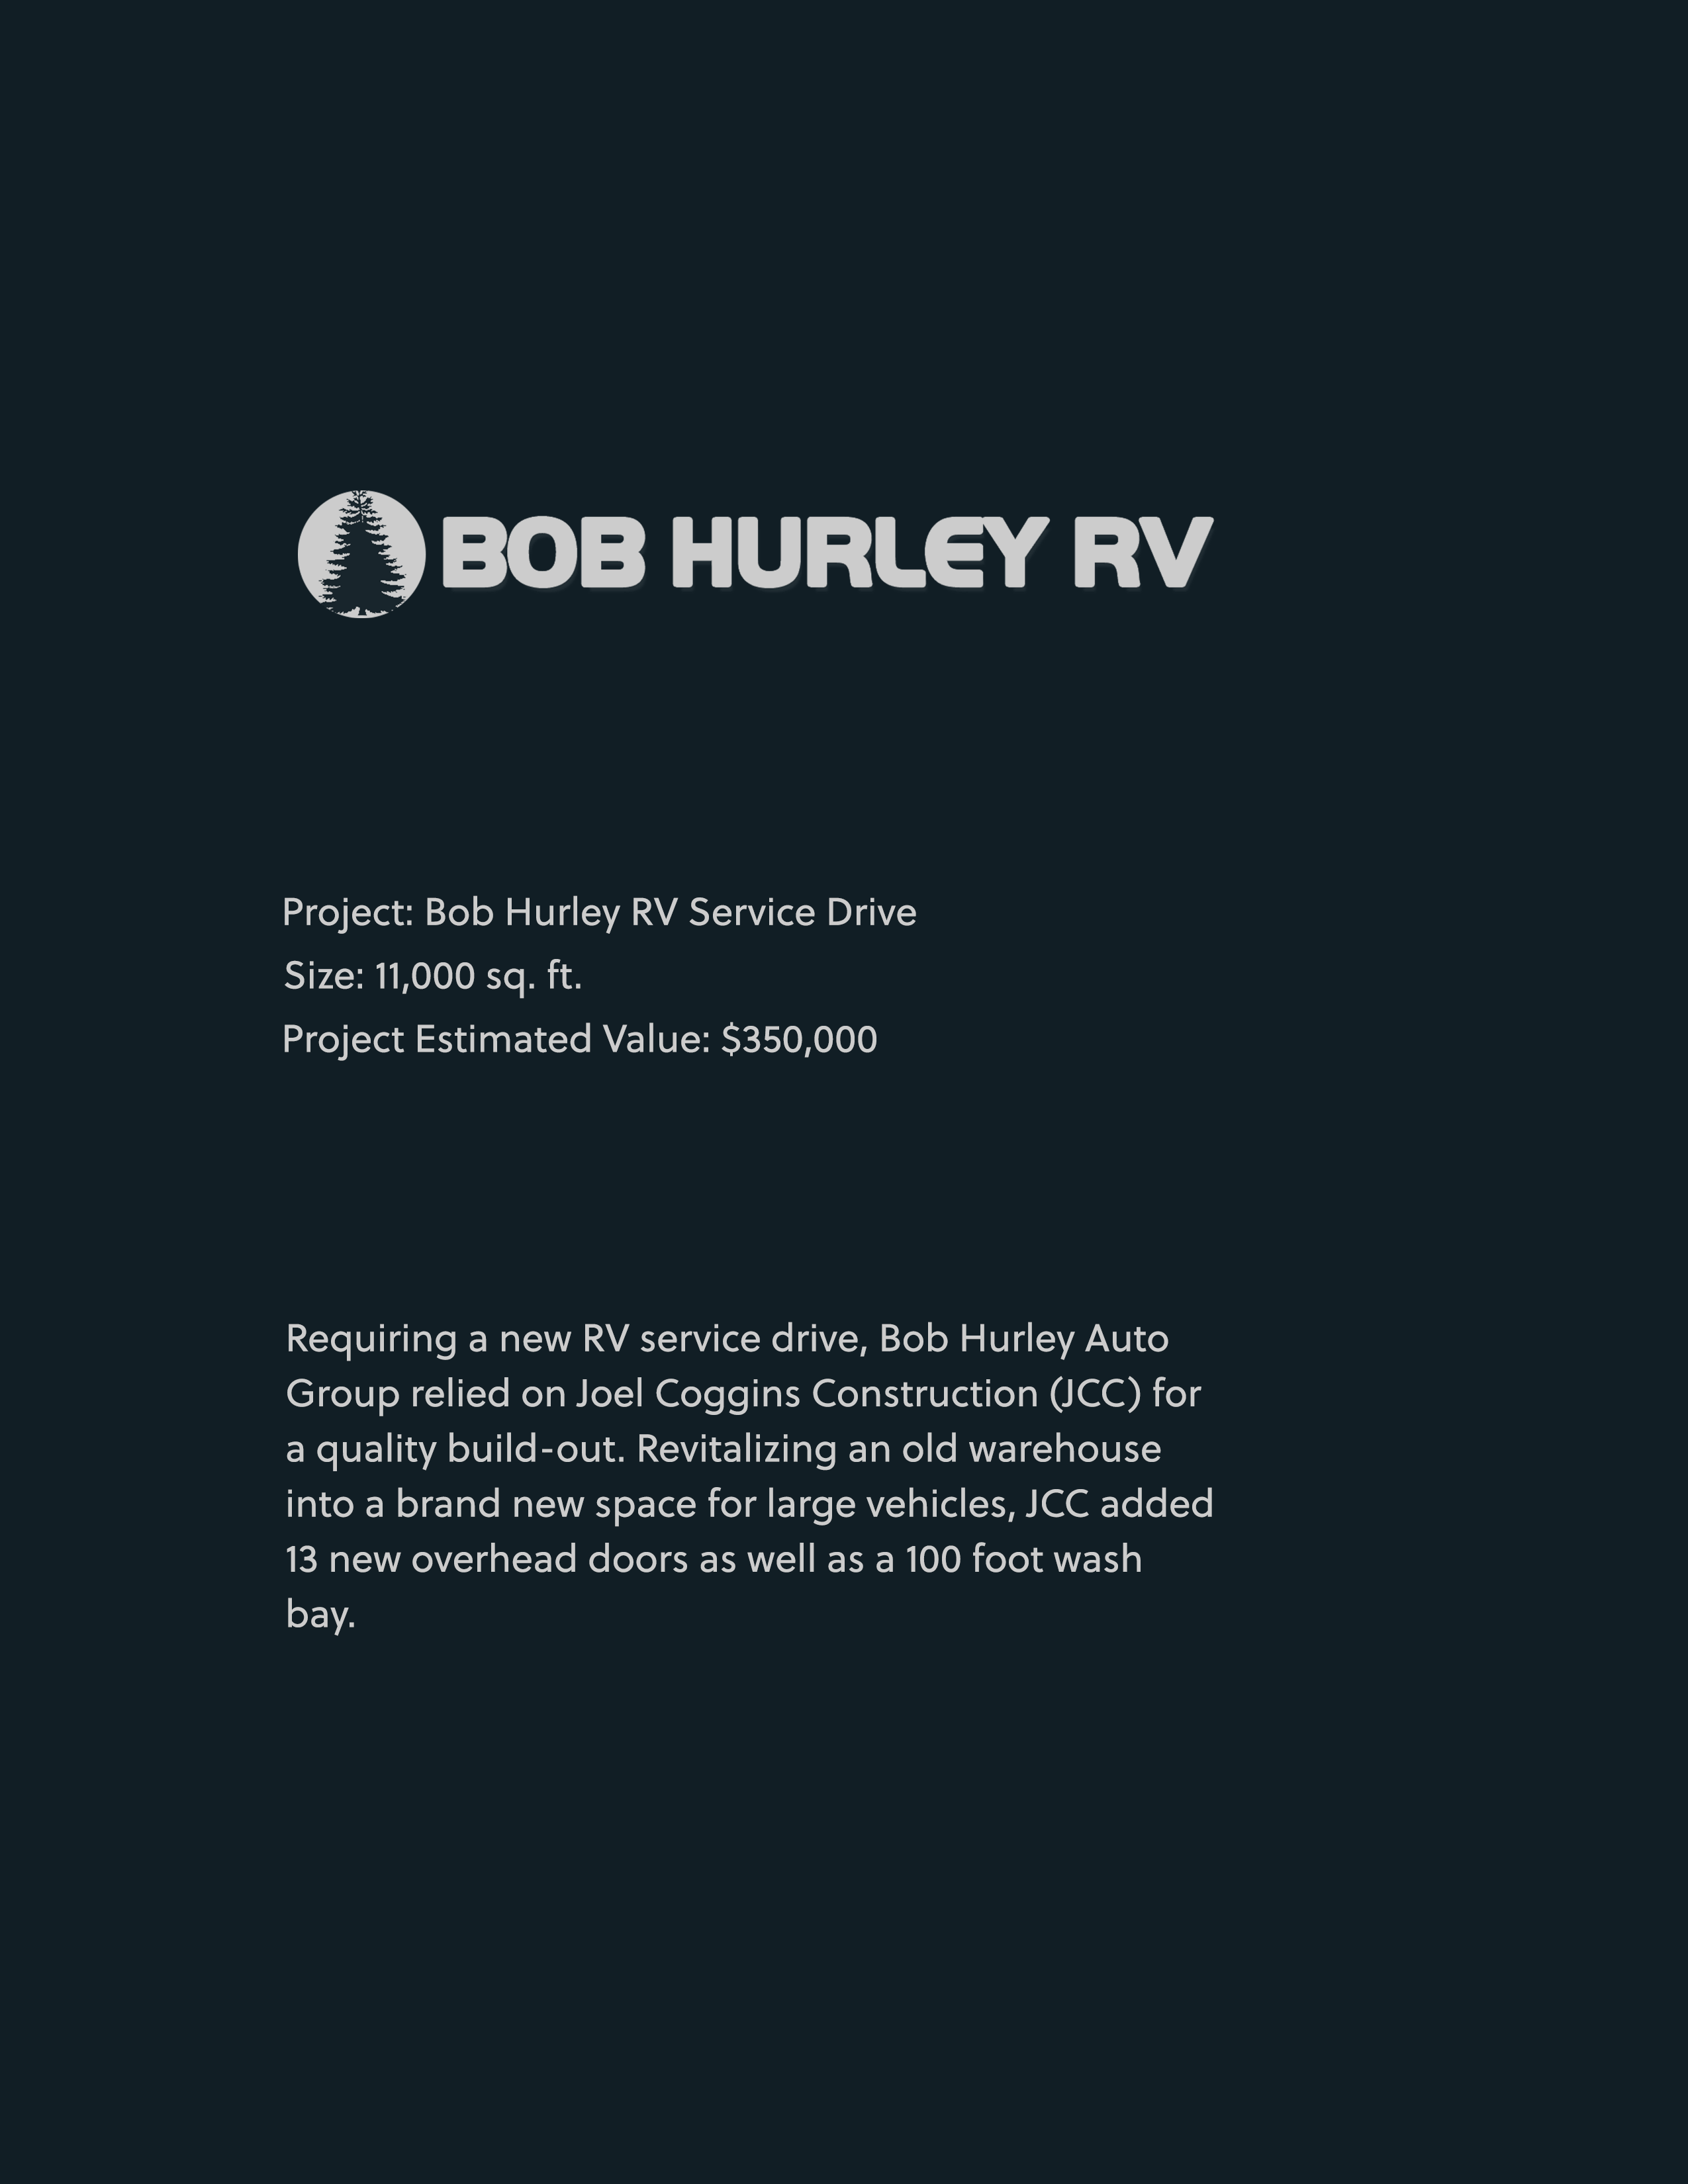 BOB HURLEY RV
Project: Bob Hurley RV Service Drive
Size: 11,000 sq. ft.
Project Estimated Value: $350,000
Requiring a new RV service drive, Bob Hurley Auto
Group relied on Joel Coggins Construction (JCC) for
a quality build-out. Revitalizing an old warehouse
into a brand new space for large vehicles, JCC added
13 new overhead doors as well as a 100 foot wash
bay.